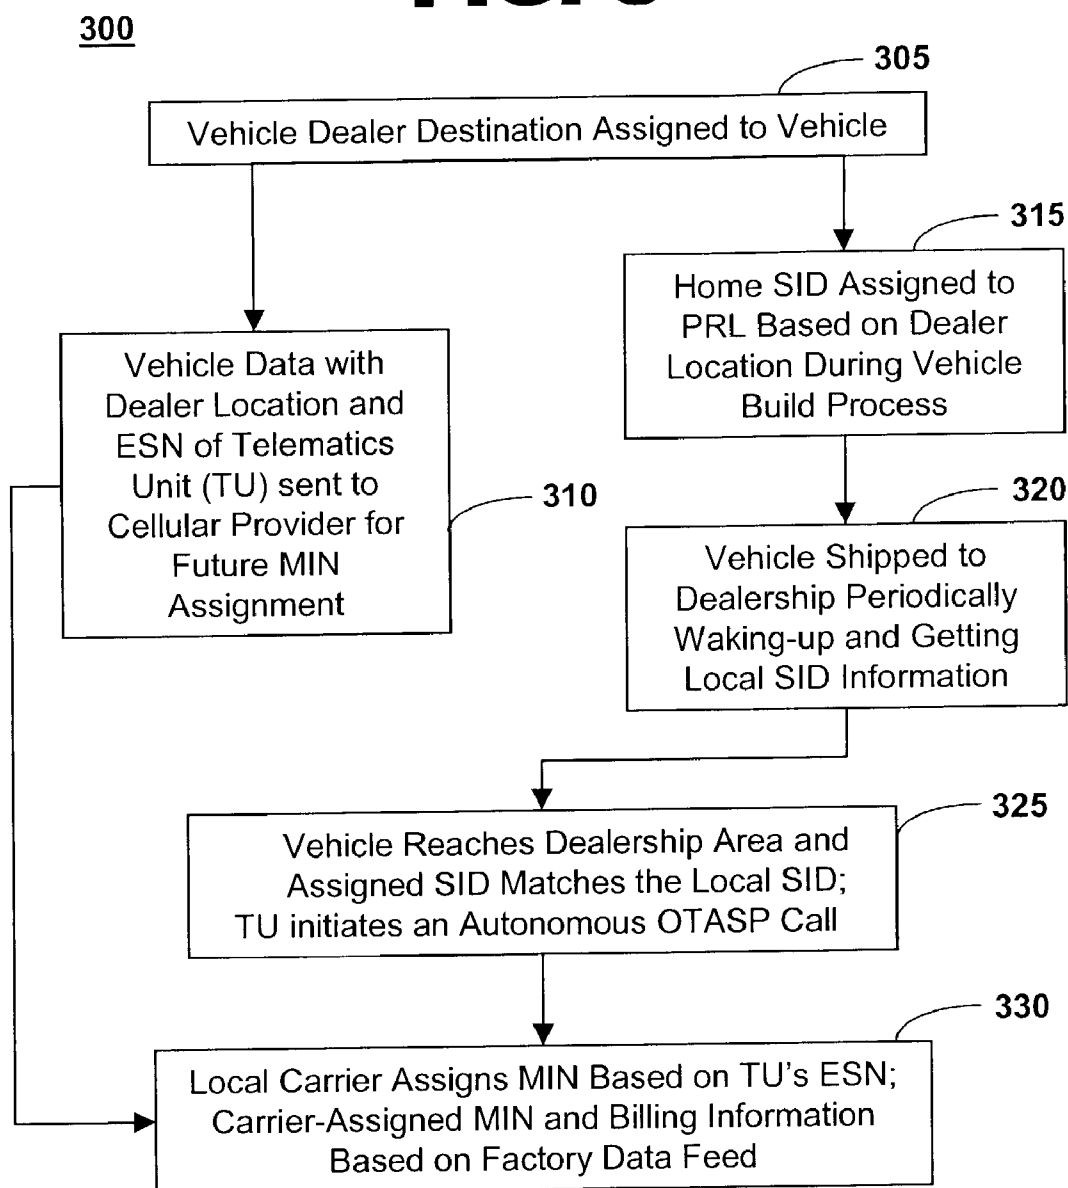 300
305
Vehicle Dealer Destination Assigned to Vehicle
315
Home SID Assigned to
PRL Based on Dealer
Location During Vehicle
Build Process
Vehicle Data with
Dealer Location and
ESN of Telematics
Unit (TU) sent to
Cellular Provider for
Future MIN
Assignment
310
320
Vehicle Shipped to
Dealership Periodically
Waking-up and Getting
Local SID Information
325
Vehicle Reaches Dealership Area and
Assigned SID Matches the Local SID;
TU initiates an Autonomous OTASP Call
330
Local Carrier Assigns MIN Based on TU's ESN;
Carrier-Assigned MIN and Billing Information
Based on Factory Data Feed